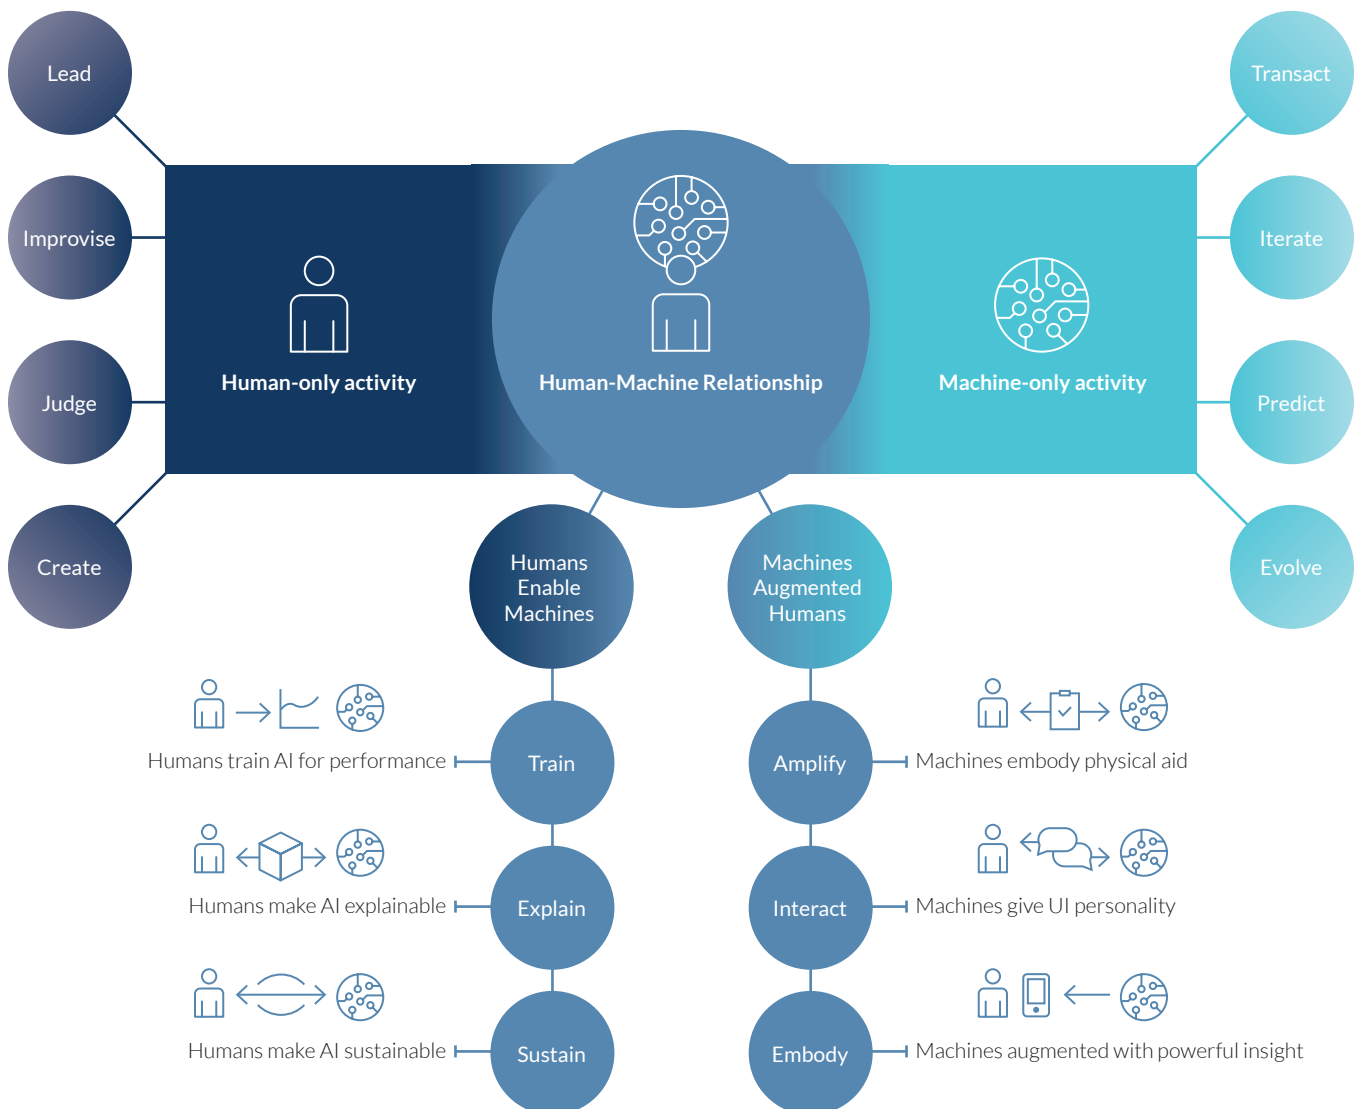 Lead
Transact
Improvise
Iterate
Human-only activity
Human-Machine Relationship
Machine-only activity
Judge
Predict
Create
Evolve
Humans
Enable
Machines
Machines
Augmented
Humans
Humans train AI for performance
Train
Amplify
Machines embody physical aid
Humans make AI explainable
Explain
Interact
Machines give UI personality
Humans make AI sustainable
Sustain
Embody
Machines augmented with powerful insight